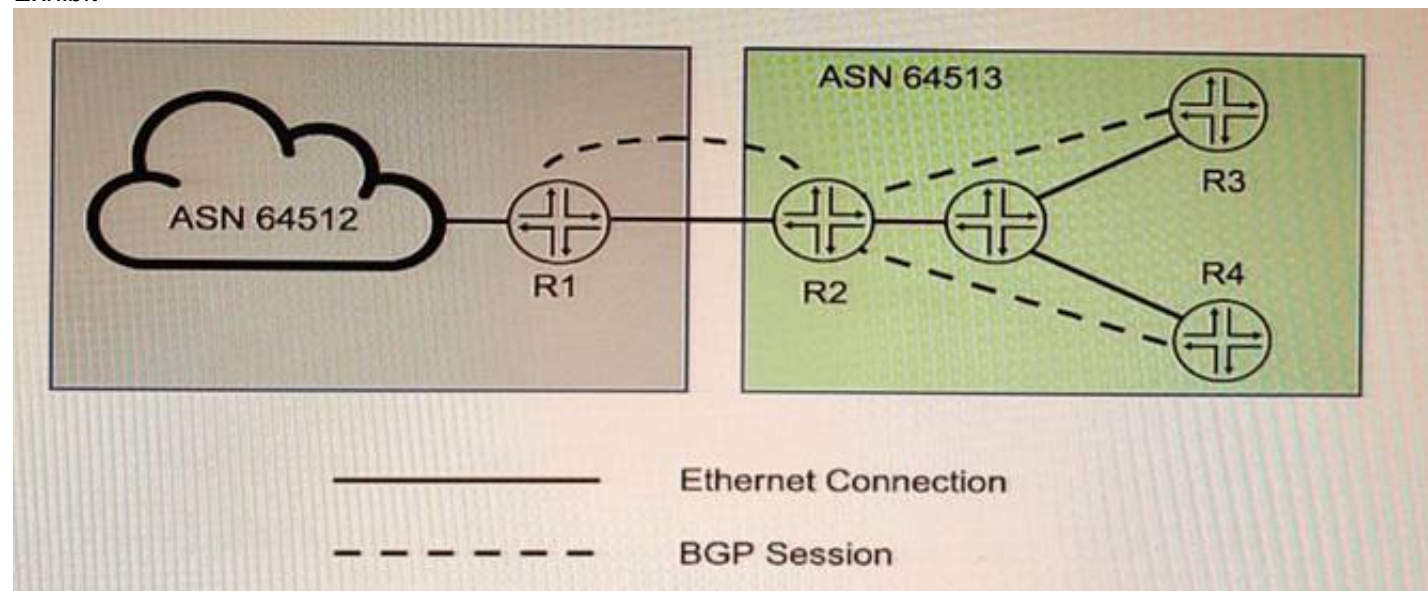 ASN 64513
R3
ASN 64512
R1
R2
R4
Ethernet Connection
BGP Session